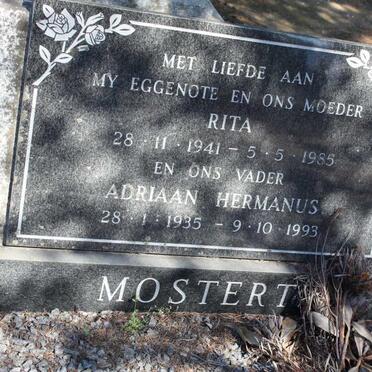 MET LIEFDE AAN
MY EGGENOTE EN ONS MOEDER
RITA
28 · 11 · 1941 – 5 · 5 · 1985
EN ONS VADER
ADRIAAN HERMANUS
28 · 1 · 1935 – 9 · 10 · 1993
MOSTERT